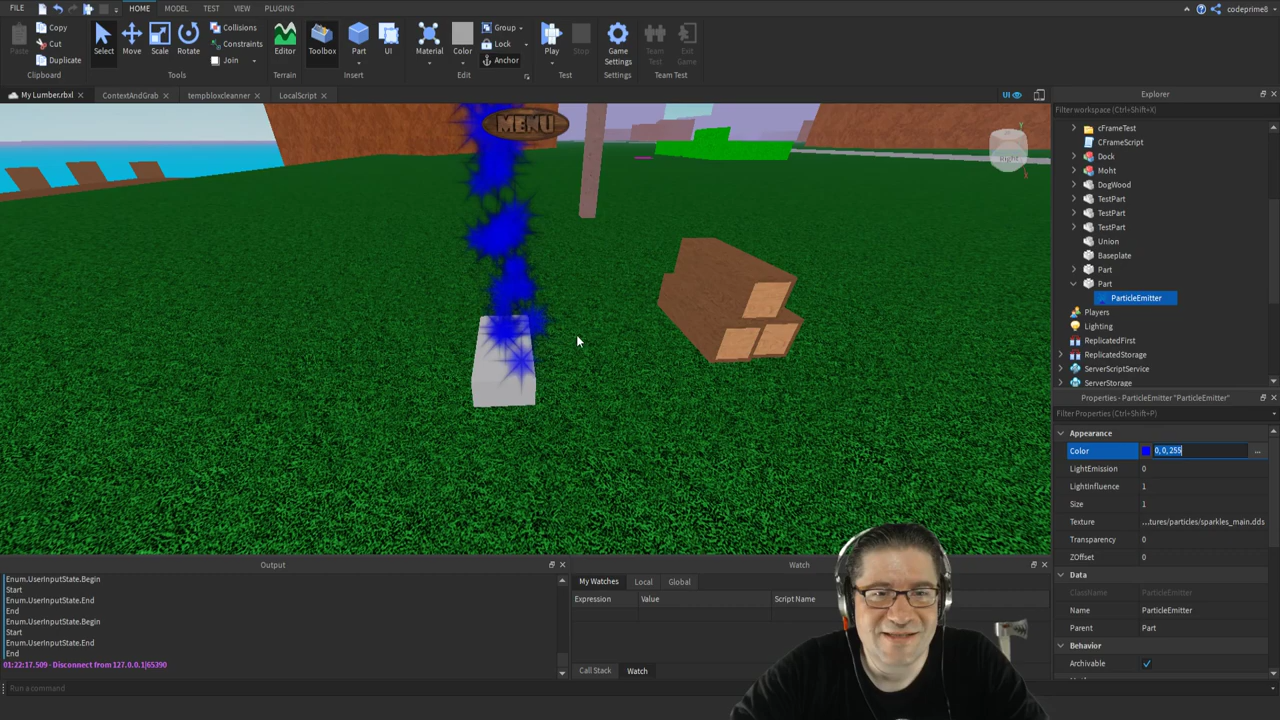 FILE
HOME
MODEL
TEST
VIEW
PLUGINS
codeprime8
Paste
Copy
Cut
Duplicate
Clipboard
Select
Move
Scale
Rotate
Collisions
Constraints
Join
Tools
Editor
Terrain
Toolbox
Part
UI
Insert
Material
Color
Group
Lock
Anchor
Edit
Play
Stop
Test
Game
Settings
Settings
Team
Test
Exit
Game
Team Test
My Lumber.rbxl
ContextAndGrab
tempbloxcleanner
LocalScript
UI
MENU
Right
Explorer
Filter workspace (Ctrl+Shift+X)
cFrameTest
CFrameScript
Dock
Moht
DogWood
TestPart
TestPart
TestPart
Union
Baseplate
Part
Part
ParticleEmitter
Players
Lighting
ReplicatedFirst
ReplicatedStorage
ServerScriptService
ServerStorage
Properties - ParticleEmitter "ParticleEmitter"
Filter Properties (Ctrl+Shift+P)
Appearance
Color 0, 0, 255
LightEmission 0
LightInfluence 1
Size 1
Texture ...tures/particles/sparkles_main.dds
Transparency 0
ZOffset 0
Data
ClassName ParticleEmitter
Name ParticleEmitter
Parent Part
Behavior
Archivable
Output
Enum.UserInputState.Begin
Start
Enum.UserInputState.End
End
Enum.UserInputState.Begin
Start
Enum.UserInputState.End
End
01:22:17.509 - Disconnect from 127.0.0.1|65390
Watch
My Watches
Local
Global
Expression
Value
Script Name
Call Stack
Watch
Run a command